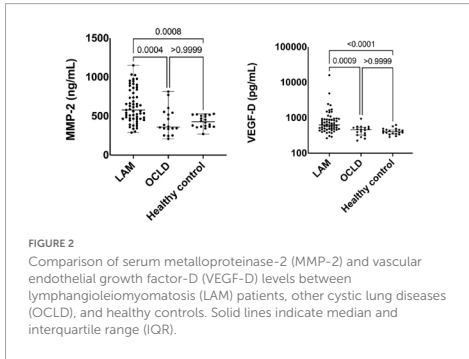 0.0008
0.0004 >0.9999
1500
1000
500
0
MMP-2 (ng/mL)
LAM
OCLD
Healthy control
<0.0001
0.0009 >0.9999
100000
10000
1000
100
VEGF-D (pg/mL)
LAM
OCLD
Healthy control
FIGURE 2
Comparison of serum metalloproteinase-2 (MMP-2) and vascular
endothelial growth factor-D (VEGF-D) levels between
lymphangioleiomyomatosis (LAM) patients, other cystic lung diseases
(OCLD), and healthy controls. Solid lines indicate median and
interquartile range (IQR).